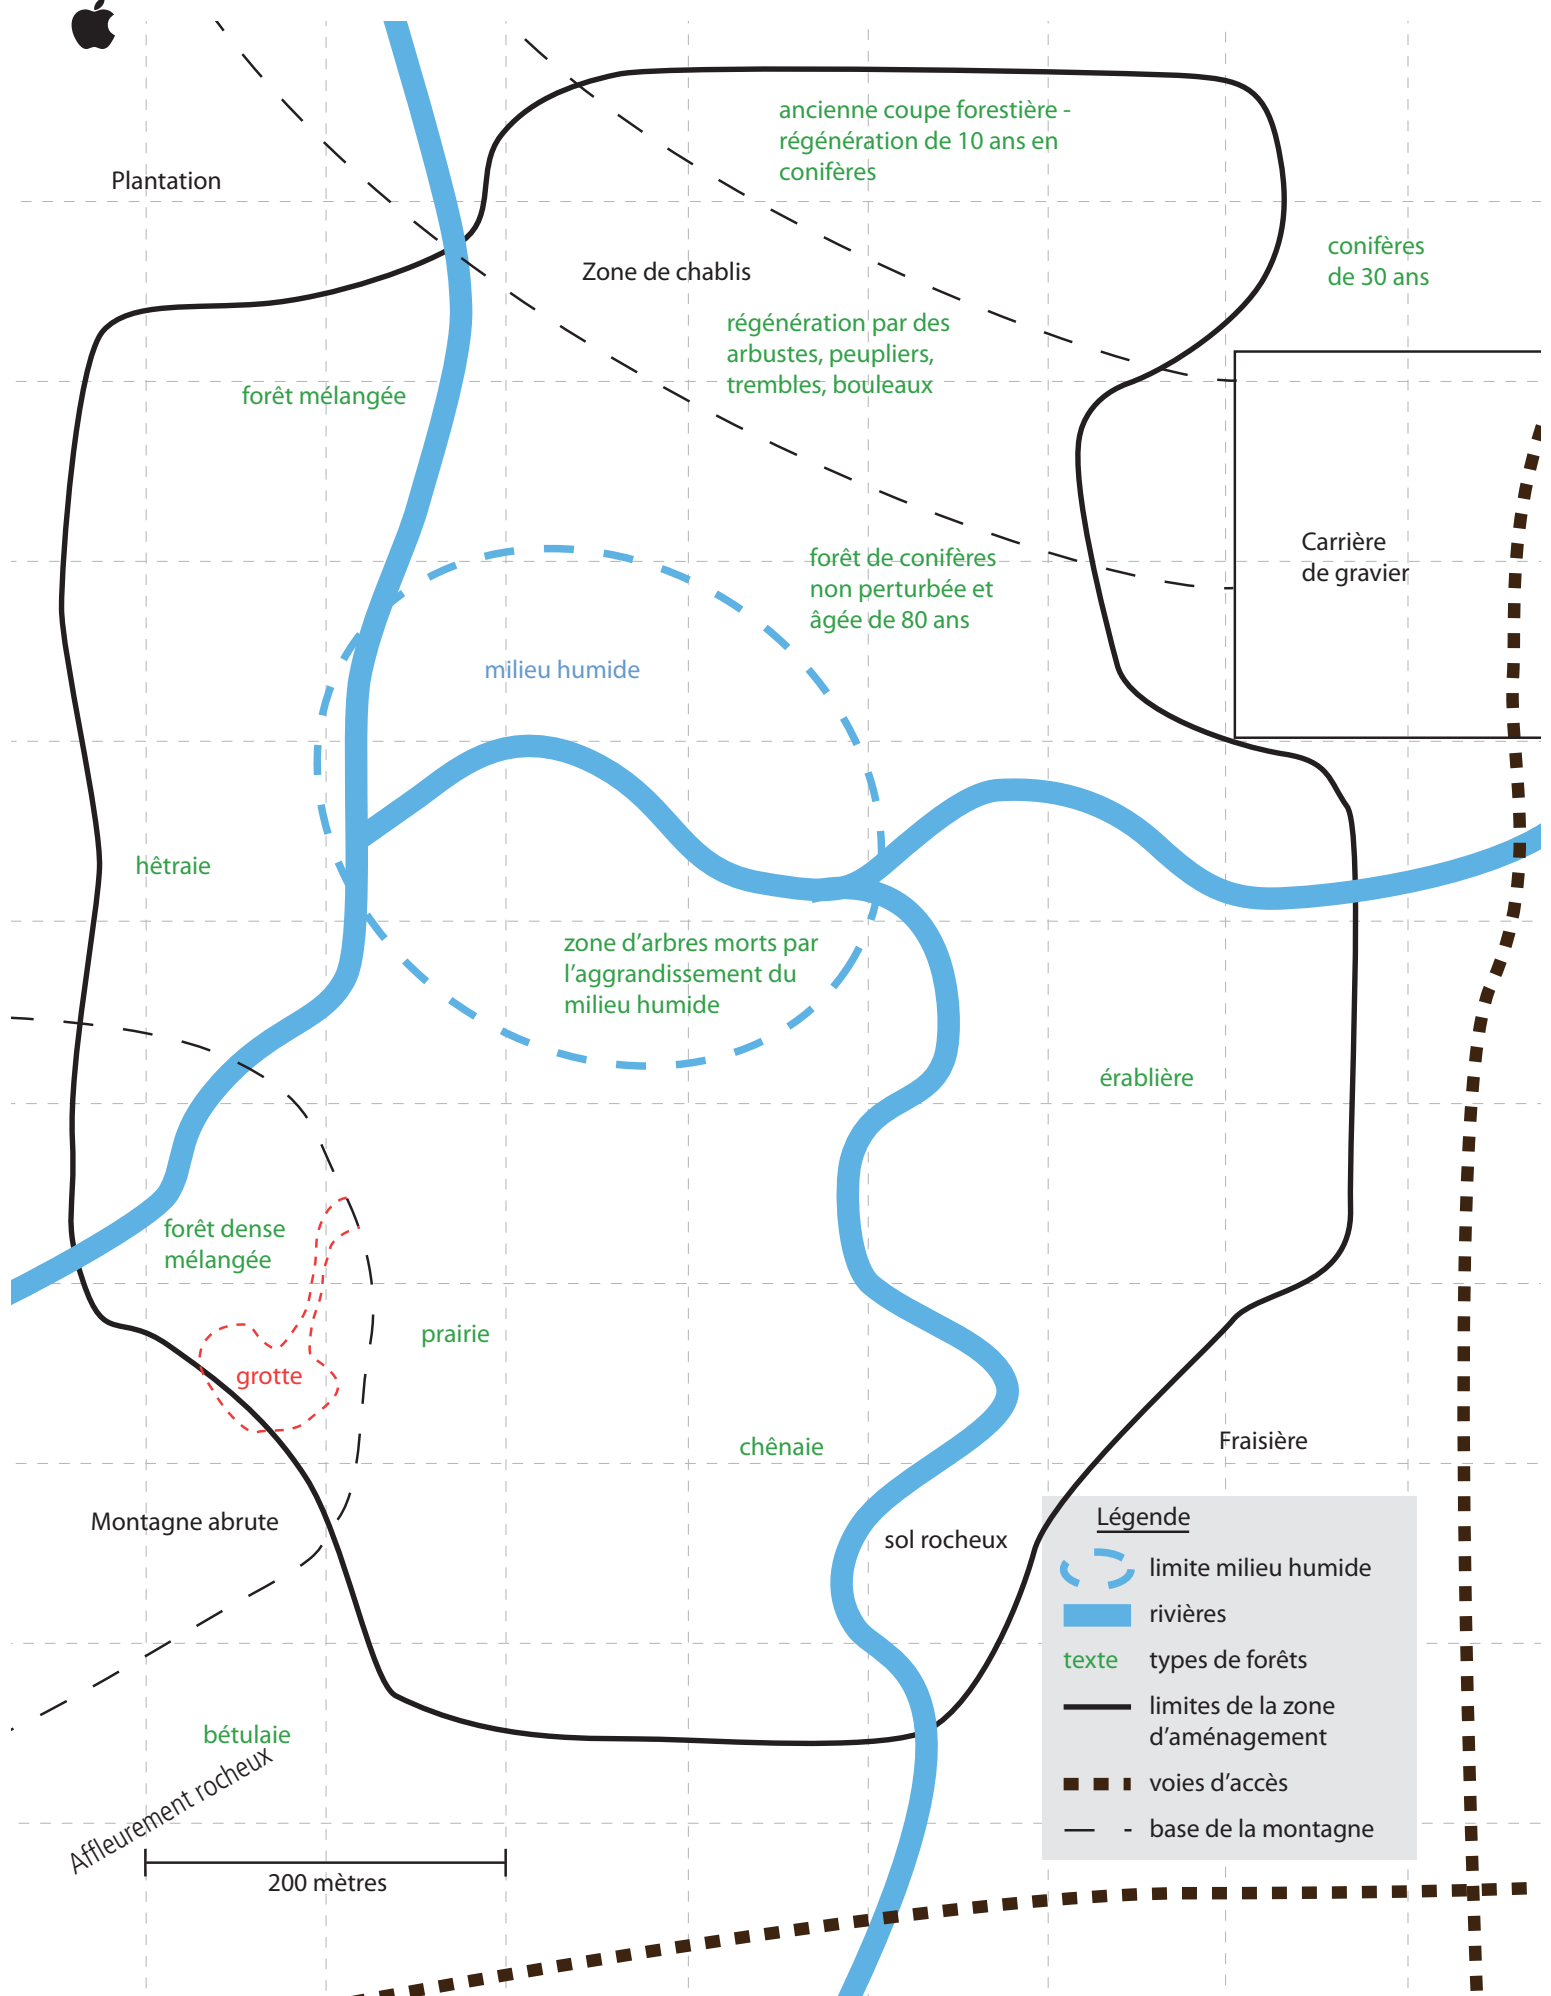 ancienne coupe forestière -
régénération de 10 ans en
conifères
Plantation
Zone de chablis
conifères
de 30 ans
régénération par des
arbustes, peupliers,
trembles, bouleaux
forêt mélangée
Carrière
de gravier
forêt de conifères
non perturbée et
âgée de 80 ans
milieu humide
hêtraie
zone d'arbres morts par
l'aggrandissement du
milieu humide
érablière
forêt dense
mélangée
prairie
grotte
chênaie
Fraisière
Montagne abrute
sol rocheux
Légende
limite milieu humide
rivières
texte types de forêts
limites de la zone
d'aménagement
voies d'accès
base de la montagne
bétulaie
Affleurement rocheux
200 mètres